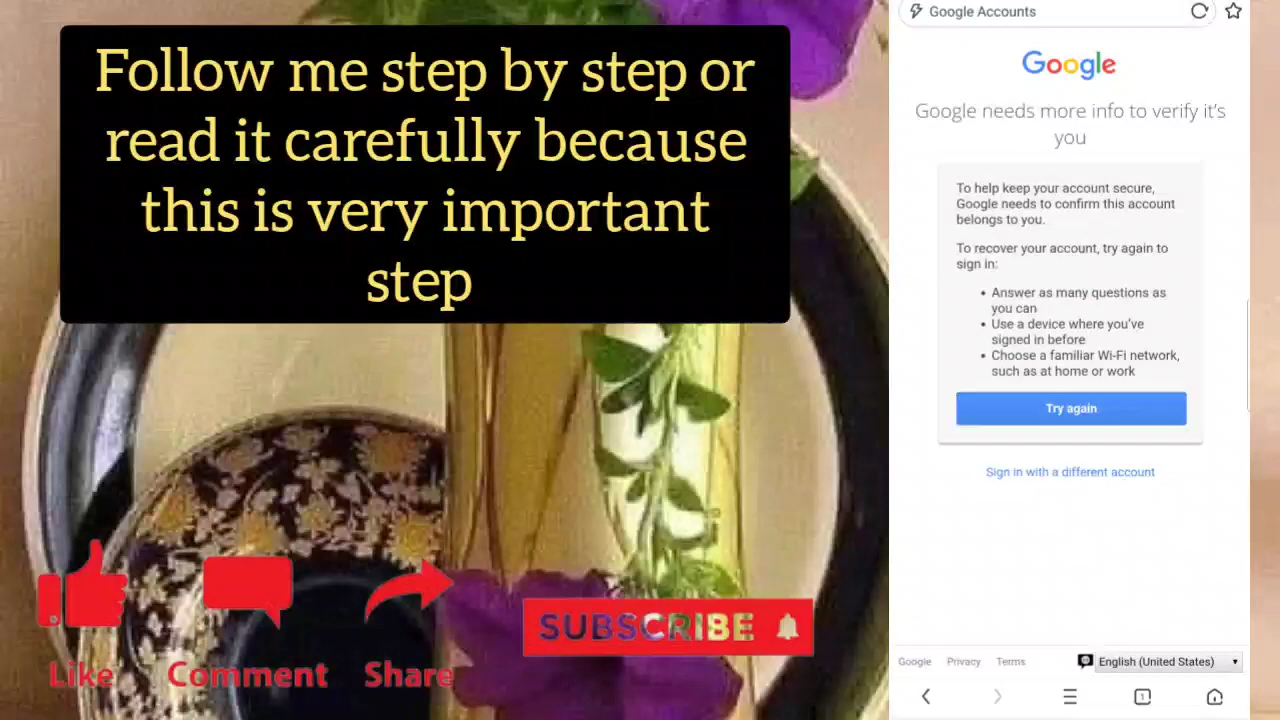 Follow me step by step or
read it carefully because
this is very important
step
Like
Comment
Share
SUBSCRIBE
Google Accounts
Google
Google needs more info to verify it's
you
To help keep your account secure,
Google needs to confirm this account
belongs to you.
To recover your account, try again to
sign in:
• Answer as many questions as
you can
• Use a device where you've
signed in before
• Choose a familiar Wi-Fi network,
such as at home or work
Try again
Sign in with a different account
Google Privacy Terms English (United States)
1